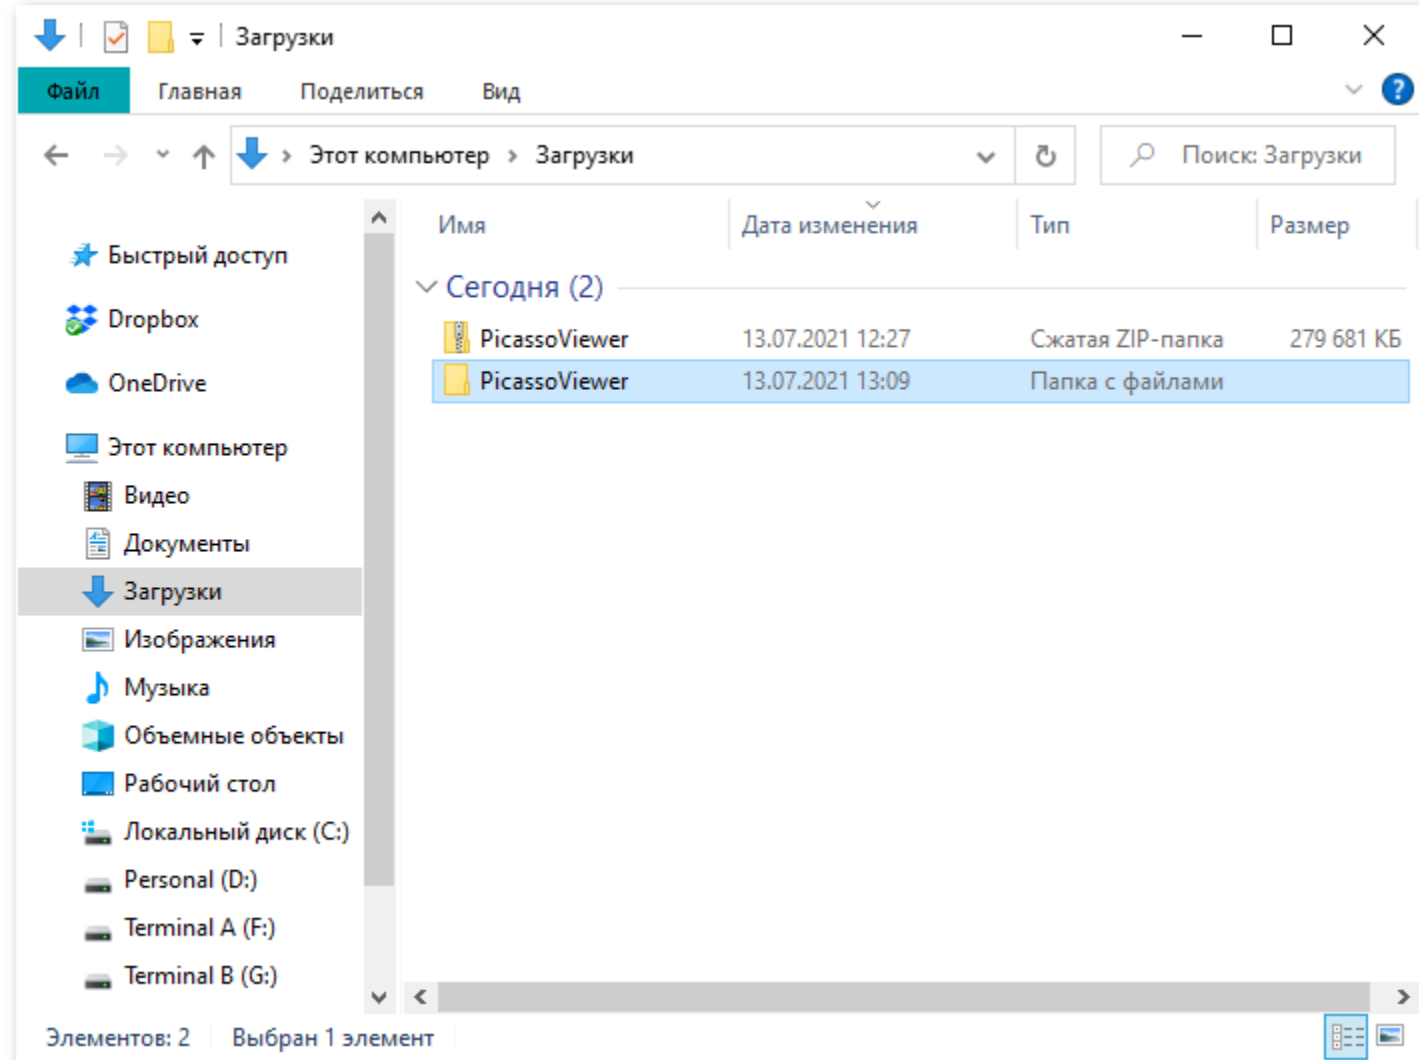 Загрузки
Файл Главная Поделиться Вид
Этот компьютер Загрузки Поиск: Загрузки
Имя Дата изменения Тип Размер
Быстрый доступ
Сегодня (2)
Dropbox
PicassoViewer 13.07.2021 12:27 Сжатая ZIP-папка 279 681 КБ
OneDrive
PicassoViewer 13.07.2021 13:09 Папка с файлами
Этот компьютер
Видео
Документы
Загрузки
Изображения
Музыка
Объемные объекты
Рабочий стол
Локальный диск (C:)
Personal (D:)
Terminal A (F:)
Terminal B (G:)
Элементов: 2 Выбран 1 элемент